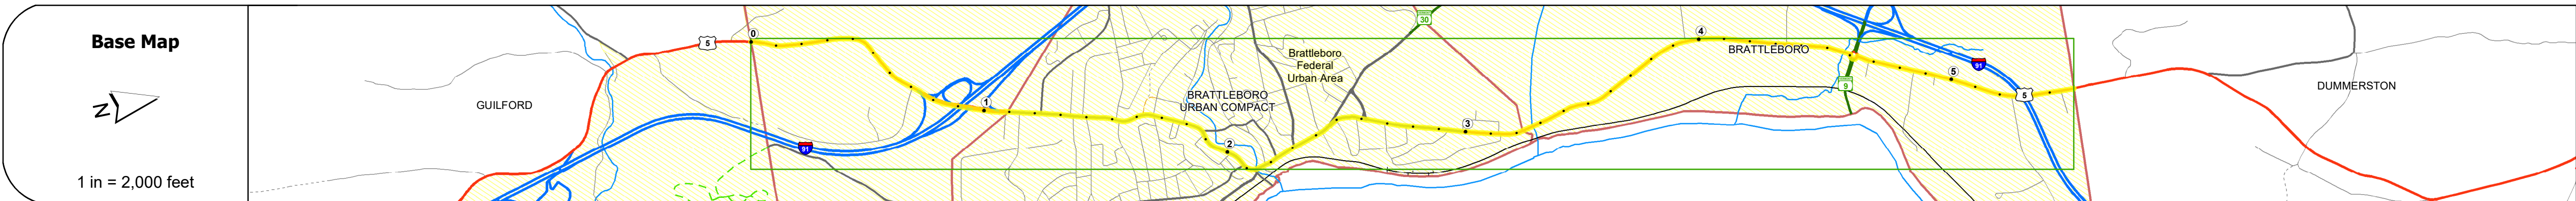 Base Map
N
1 in = 2,000 feet
GUILFORD
5
0
91
1
BRATTLEBORO
URBAN COMPACT
2
Brattleboro
Federal
Urban Area
30
3
4
BRATTLEBORO
9
5
91
5
DUMMERSTON